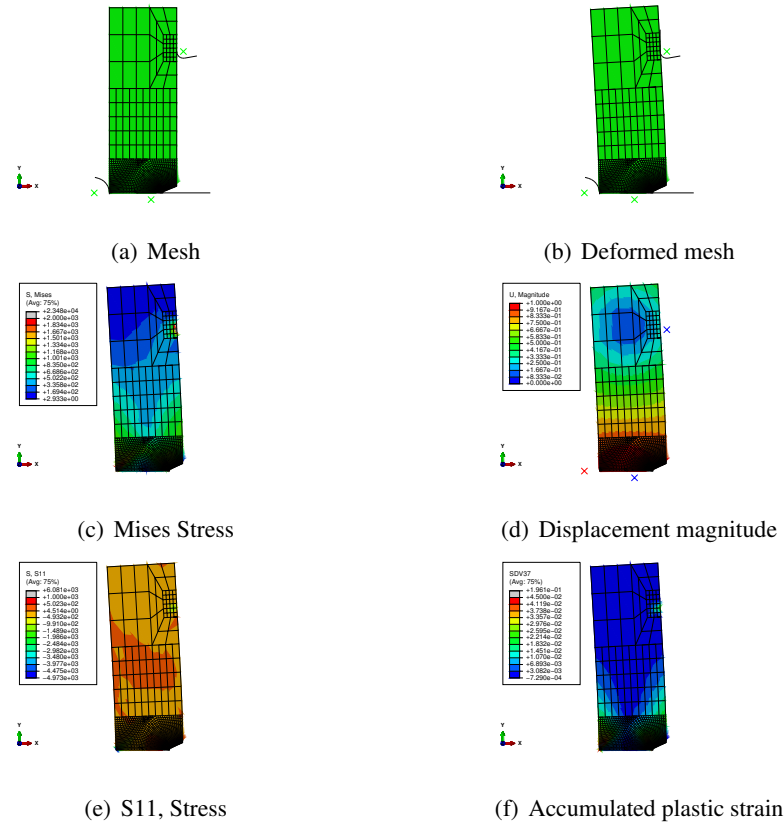 Y
X
(a) Mesh
Y
X
(b) Deformed mesh
S, Mises
(Avg: 75%)
+2.348e+04
+2.000e+03
+1.834e+03
+1.667e+03
+1.501e+03
+1.334e+03
+1.168e+03
+1.001e+03
+8.350e+02
+6.686e+02
+5.022e+02
+3.358e+02
+1.694e+02
+2.933e+00
Y
X
(c) Mises Stress
U, Magnitude
+1.000e+00
+9.167e−01
+8.333e−01
+7.500e−01
+6.667e−01
+5.833e−01
+5.000e−01
+4.167e−01
+3.333e−01
+2.500e−01
+1.667e−01
+8.333e−02
+0.000e+00
Y
X
(d) Displacement magnitude
S, S11
(Avg: 75%)
+6.081e+03
+1.000e+03
+5.023e+02
+4.514e+00
−4.932e+02
−9.910e+02
−1.489e+03
−1.986e+03
−2.484e+03
−2.982e+03
−3.480e+03
−3.977e+03
−4.475e+03
−4.973e+03
Y
X
(e) S11, Stress
SDV37
(Avg: 75%)
+1.961e−01
+4.500e−02
+4.119e−02
+3.738e−02
+3.357e−02
+2.976e−02
+2.595e−02
+2.214e−02
+1.832e−02
+1.451e−02
+1.070e−02
+6.893e−03
+3.082e−03
−7.290e−04
Y
X
(f) Accumulated plastic strain